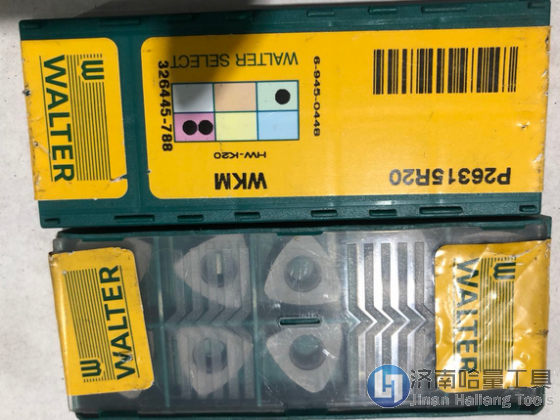 WALTER
P26315R20
WKM
HW-K20
326445-788
WALTER SELECT
6-945-0448
WALTER
WALTER
济南哈量工具
Jinan Haliang Tools